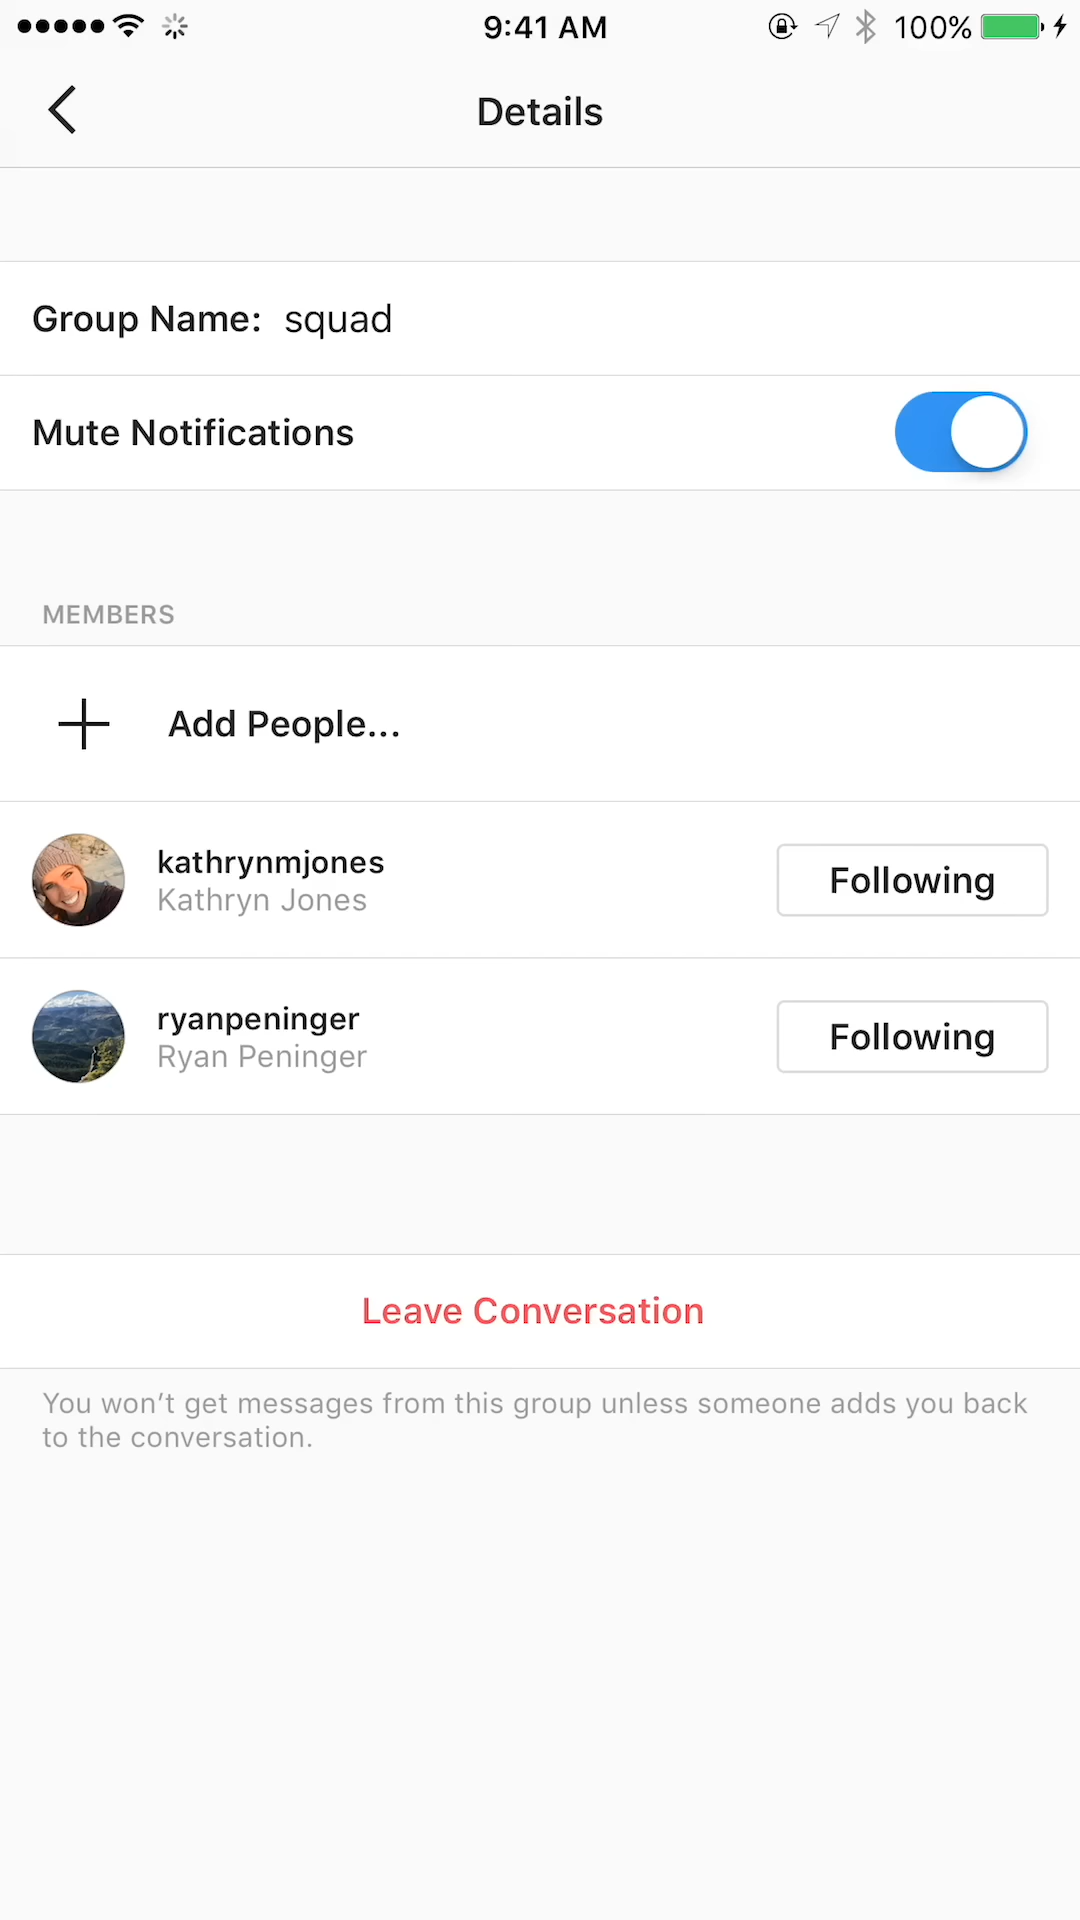 9:41 AM
100%
Details
Group Name: squad
Mute Notifications
MEMBERS
Add People...
kathrynmjones
Kathryn Jones
Following
ryanpeninger
Ryan Peninger
Following
Leave Conversation
You won’t get messages from this group unless someone adds you back
to the conversation.